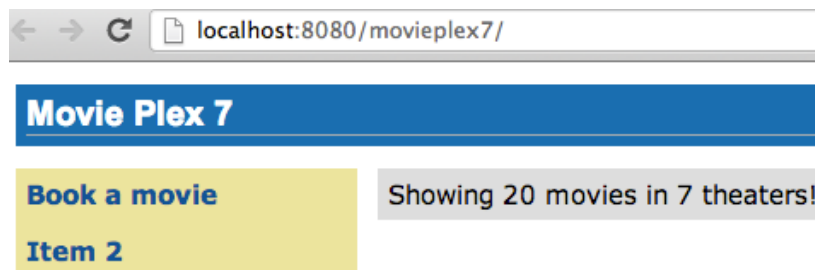 localhost:8080/movieplex7/
Movie Plex 7
Book a movie
Showing 20 movies in 7 theaters!
Item 2